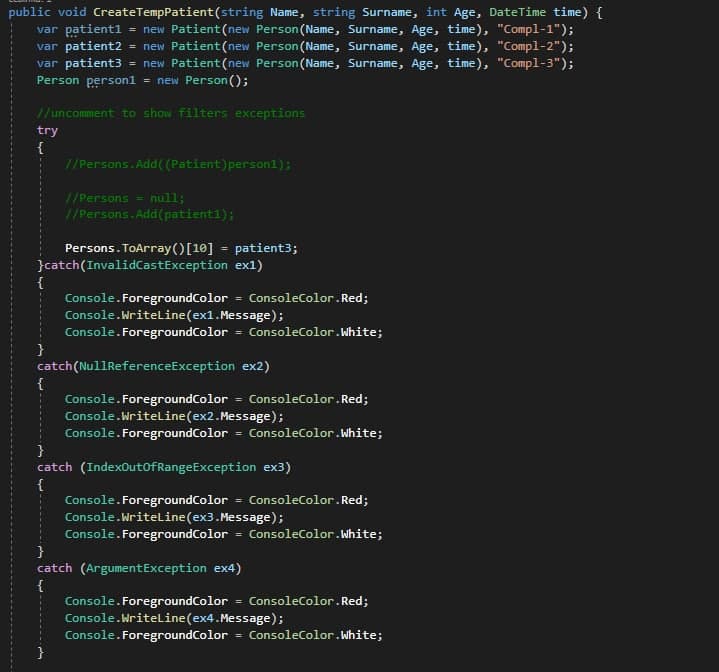 public void CreateTempPatient(string Name, string Surname, int Age, DateTime time) {
var patient1 = new Patient(new Person(Name, Surname, Age, time), "Compl-1");
var patient2 = new Patient(new Person(Name, Surname, Age, time), "Compl-2");
var patient3 = new Patient(new Person(Name, Surname, Age, time), "Compl-3");
Person person1 = new Person();
//uncomment to show filters exceptions
try
{
//Persons.Add((Patient)person1);
//Persons = null;
//Persons.Add(patient1);
Persons.ToArray()[10] = patient3;
}catch(InvalidCastException ex1)
{
Console.ForegroundColor = ConsoleColor.Red;
Console.WriteLine(ex1.Message);
Console.ForegroundColor = ConsoleColor.White;
}
catch(NullReferenceException ex2)
{
Console.ForegroundColor = ConsoleColor.Red;
Console.WriteLine(ex2.Message);
Console.ForegroundColor = ConsoleColor.White;
}
catch (IndexOutOfRangeException ex3)
{
Console.ForegroundColor = ConsoleColor.Red;
Console.WriteLine(ex3.Message);
Console.ForegroundColor = ConsoleColor.White;
}
catch (ArgumentException ex4)
{
Console.ForegroundColor = ConsoleColor.Red;
Console.WriteLine(ex4.Message);
Console.ForegroundColor = ConsoleColor.White;
}